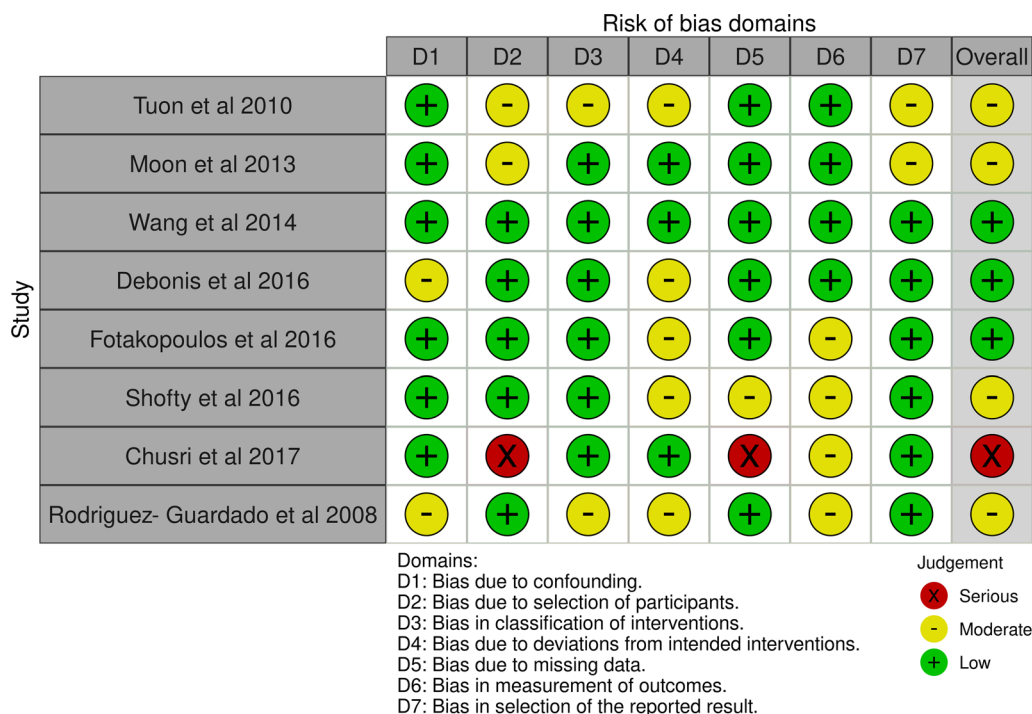 Risk of bias domains
D1 D2 D3 D4 D5 D6 D7 Overall
Study
Tuon et al 2010 + - - - + + - -
Moon et al 2013 + - + + + + - -
Wang et al 2014 + + + + + + + +
Debonis et al 2016 - + + - + + + +
Fotakopoulos et al 2016 + + + - + - + +
Shofty et al 2016 + + + - - - + -
Chusri et al 2017 + X + + X - + X
Rodriguez- Guardado et al 2008 - + - - + - + -
Domains:
D1: Bias due to confounding.
D2: Bias due to selection of participants.
D3: Bias in classification of interventions.
D4: Bias due to deviations from intended interventions.
D5: Bias due to missing data.
D6: Bias in measurement of outcomes.
D7: Bias in selection of the reported result.
Judgement
X Serious
- Moderate
+ Low